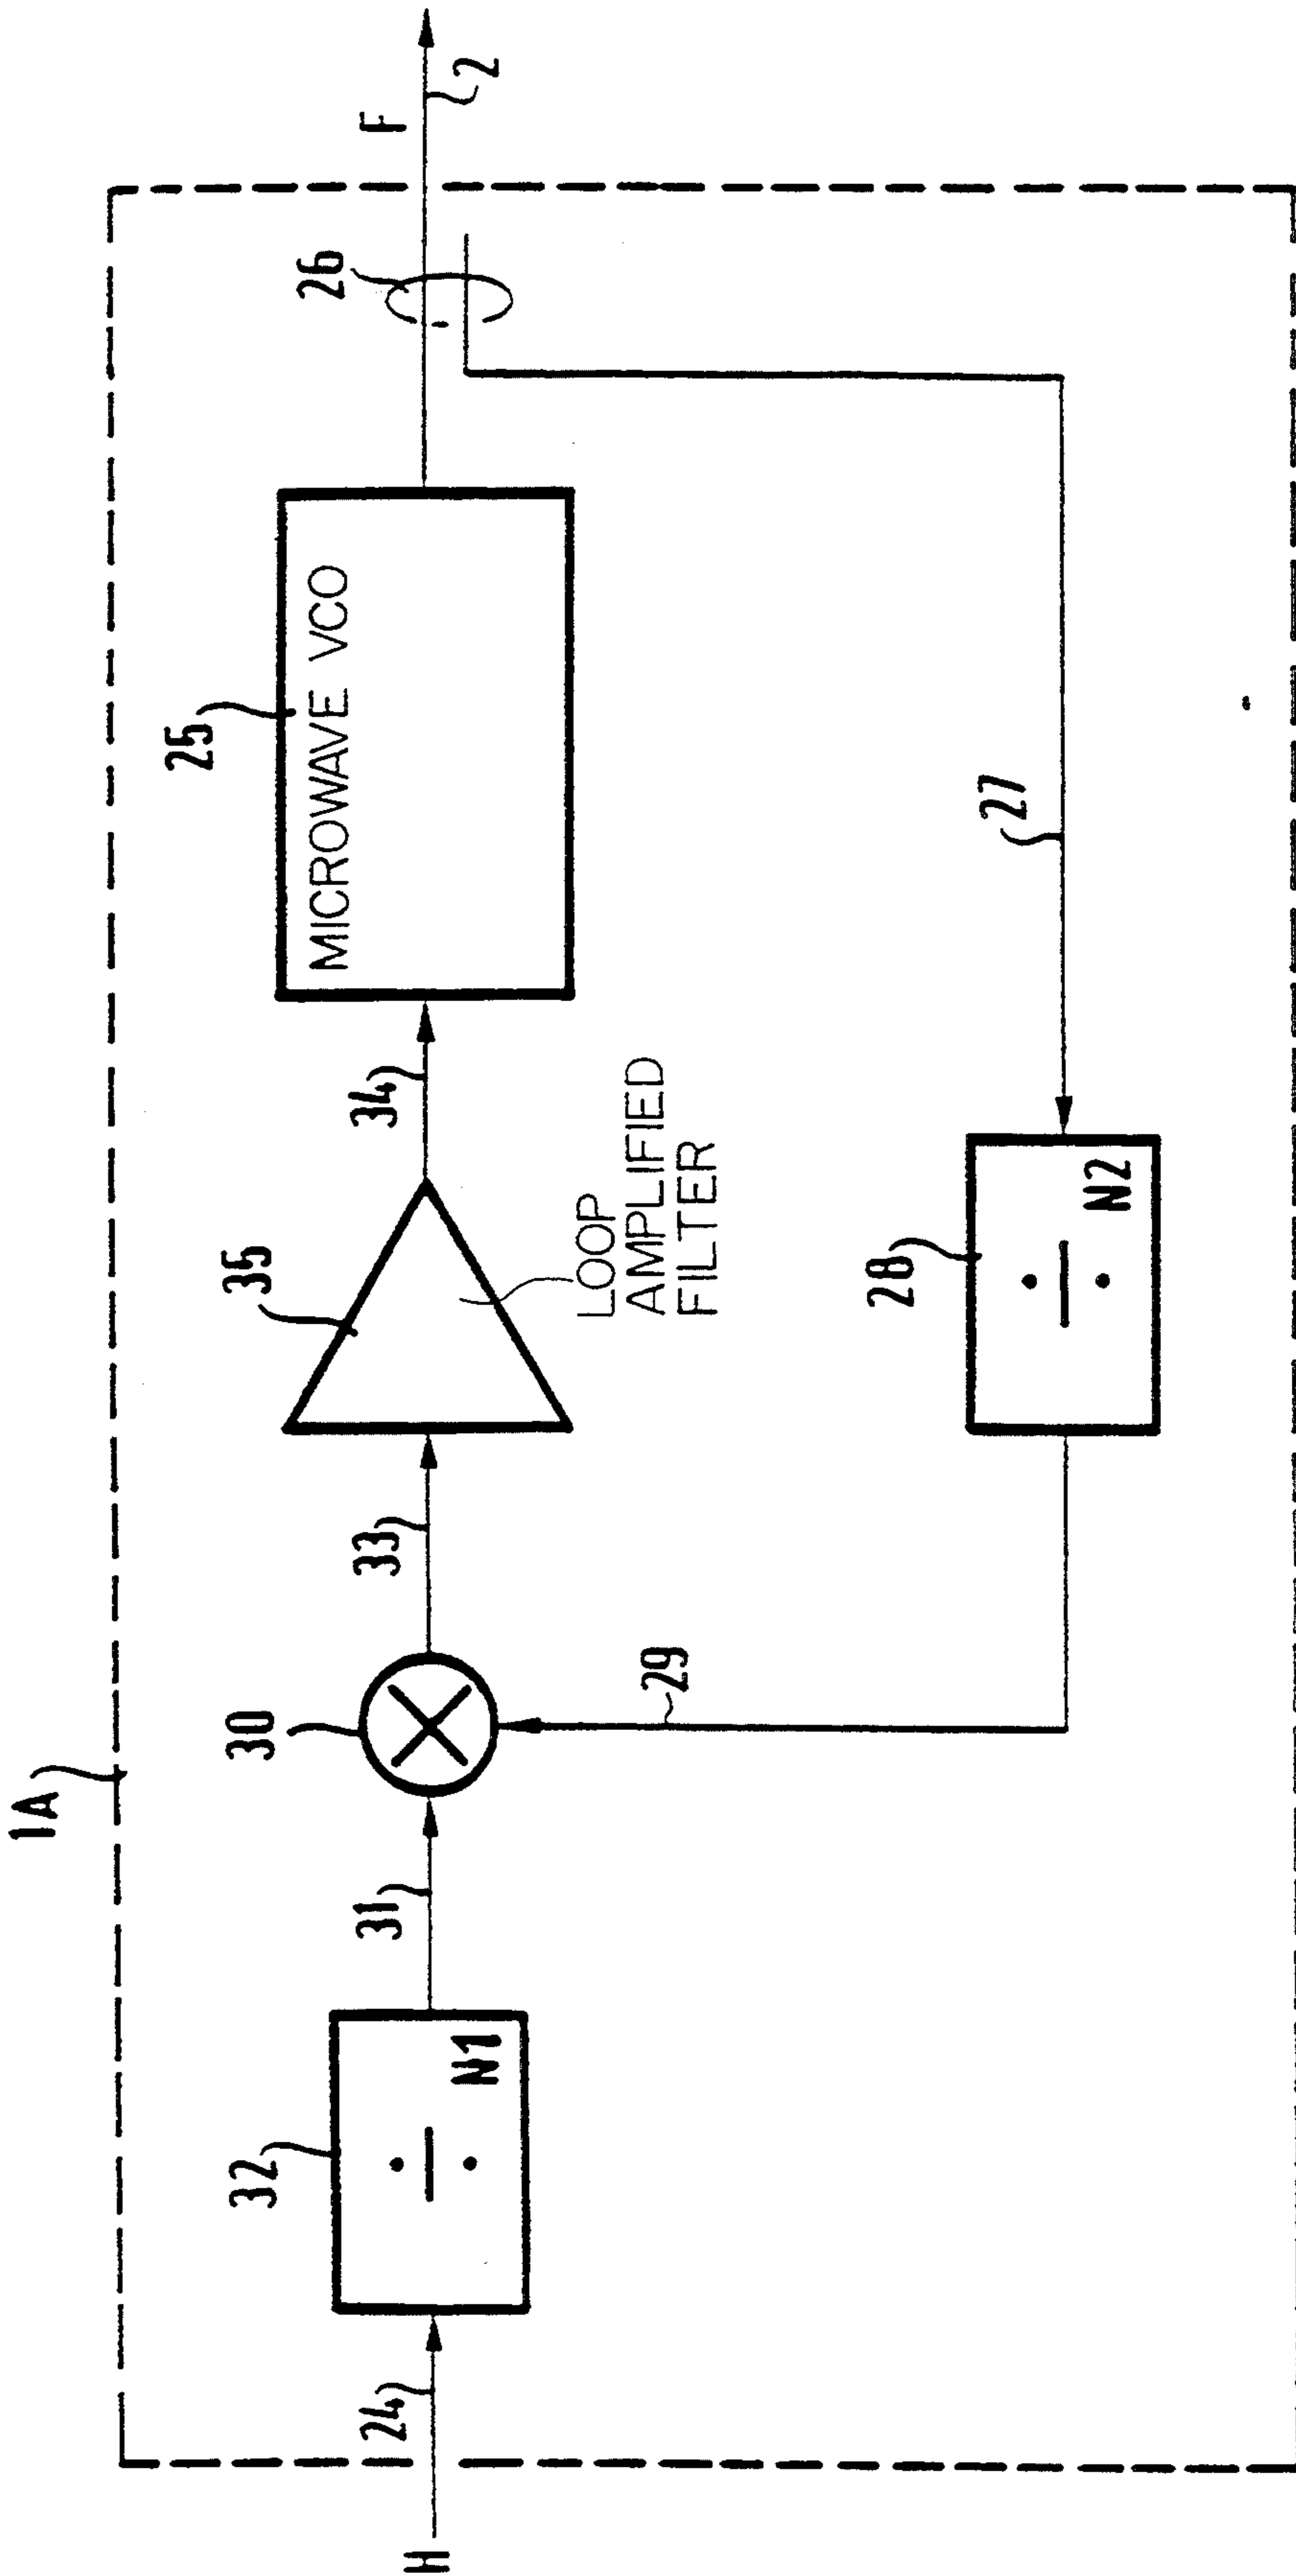 1A
H
24
32
N1
31
30
33
35
LOOP
AMPLIFIED
FILTER
34
25
MICROWAVE VCO
26
F
2
29
28
N2
27